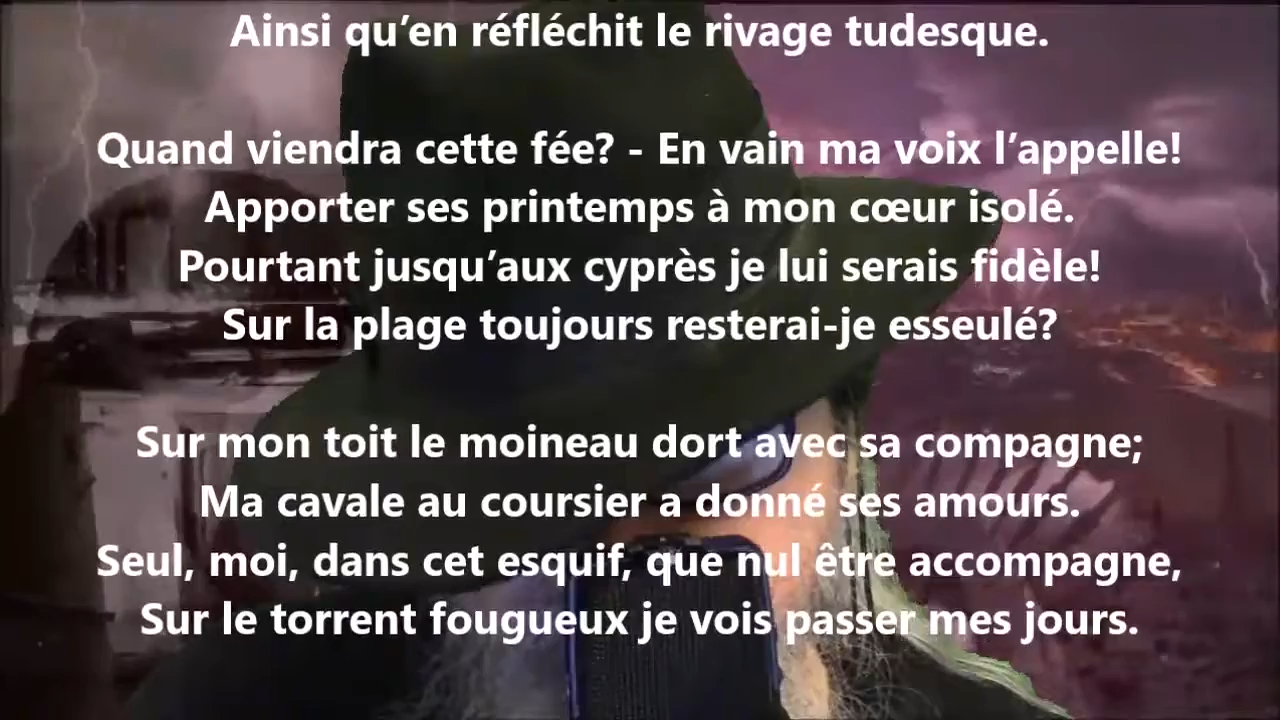 Ainsi qu’en réfléchit le rivage tudesque.
Quand viendra cette fée? - En vain ma voix l’appelle!
Apporter ses printemps à mon cœur isolé.
Pourtant jusqu’aux cyprès je lui serais fidèle!
Sur la plage toujours resterai-je esseulé?
Sur mon toit le moineau dort avec sa compagne;
Ma cavale au coursier a donné ses amours.
Seul, moi, dans cet esquif, que nul être accompagne,
Sur le torrent fougueux je vois passer mes jours.